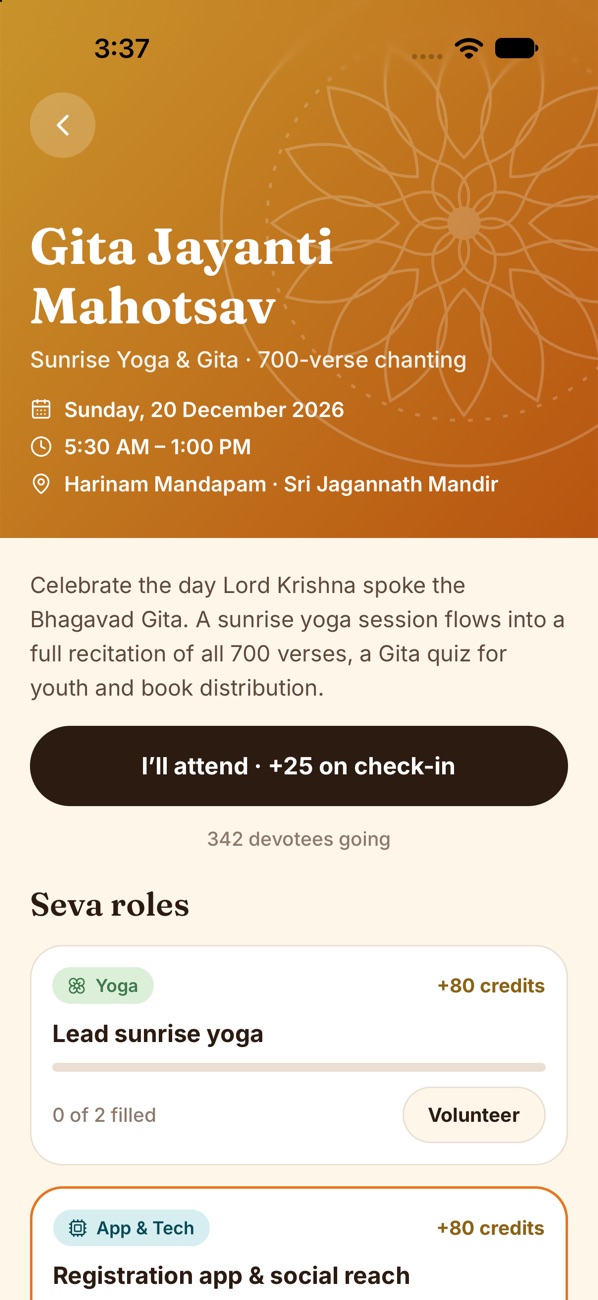 3:37
Gita Jayanti
Mahotsav
Sunrise Yoga & Gita · 700-verse chanting
Sunday, 20 December 2026
5:30 AM – 1:00 PM
Harinam Mandapam · Sri Jagannath Mandir
Celebrate the day Lord Krishna spoke the
Bhagavad Gita. A sunrise yoga session flows into a
full recitation of all 700 verses, a Gita quiz for
youth and book distribution.
I’ll attend · +25 on check-in
342 devotees going
Seva roles
Yoga +80 credits
Lead sunrise yoga
0 of 2 filled Volunteer
App & Tech +80 credits
Registration app & social reach